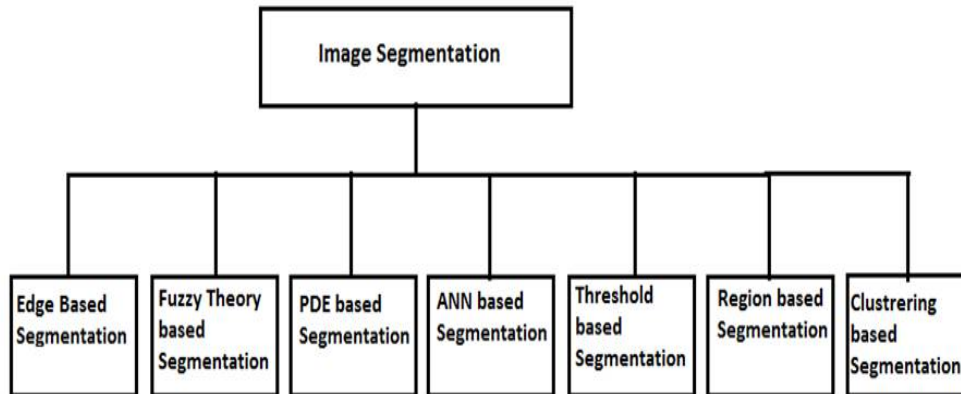 Image Segmentation
Edge Based
Segmentation
Fuzzy Theory
based
Segmentation
PDE based
Segmentation
ANN based
Segmentation
Threshold
based
Segmentation
Region based
Segmentation
Clustrering
based
Segmentation